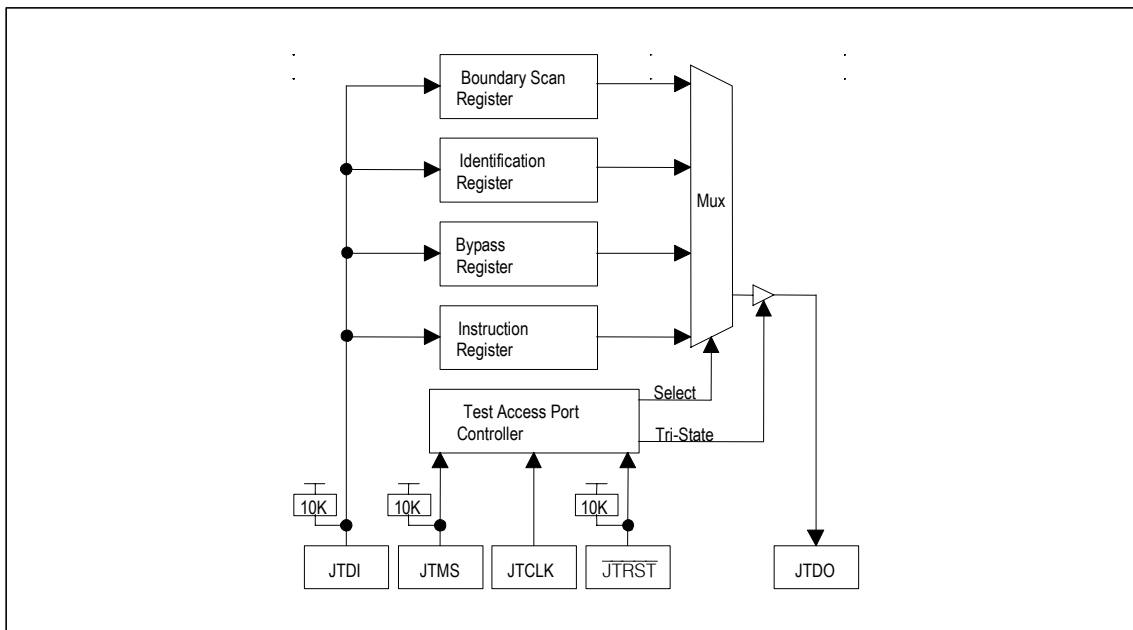 Boundary Scan
Register
Identification
Register
Mux
Bypass
Register
Instruction
Register
Select
Test Access Port
Controller
Tri-State
10K
10K
10K
JTDI
JTMS
JTCLK
JTRST
JTDO